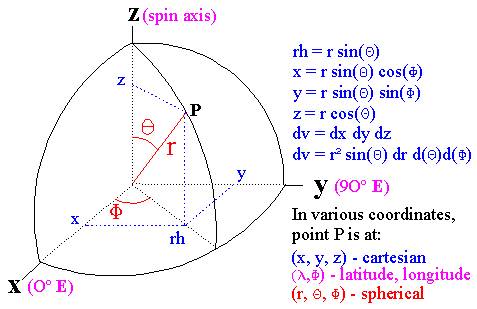 z (spin axis)
z
P
Θ
r
y
y (90° E)
Φ
x
rh
x (0° E)
rh = r sin(Θ)
x = r sin(Θ) cos(Φ)
y = r sin(Θ) sin(Φ)
z = r cos(Θ)
dv = dx dy dz
dv = r² sin(Θ) dr d(Θ)d(Φ)
In various coordinates,
point P is at:
(x, y, z) - cartesian
(λ,Φ) - latitude, longitude
(r, Θ, Φ) - spherical